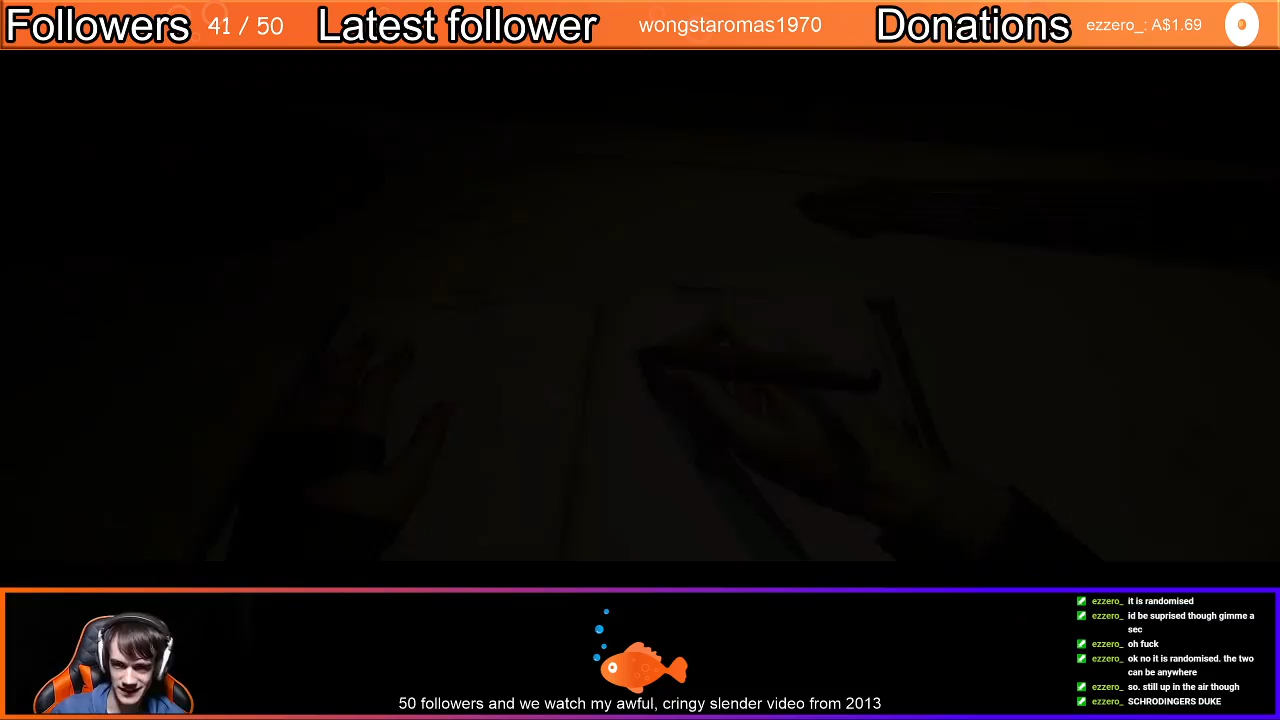 Followers 41 / 50 Latest follower wongstaromas1970 Donations ezzero_: A$1.69
ezzero_ it is randomised
ezzero_ id be suprised though gimme a
sec
ezzero_ oh fuck
ezzero_ ok no it is randomised. the two
can be anywhere
ezzero_ so. still up in the air though
ezzero_ SCHRODINGERS DUKE
50 followers and we watch my awful, cringy slender video from 2013